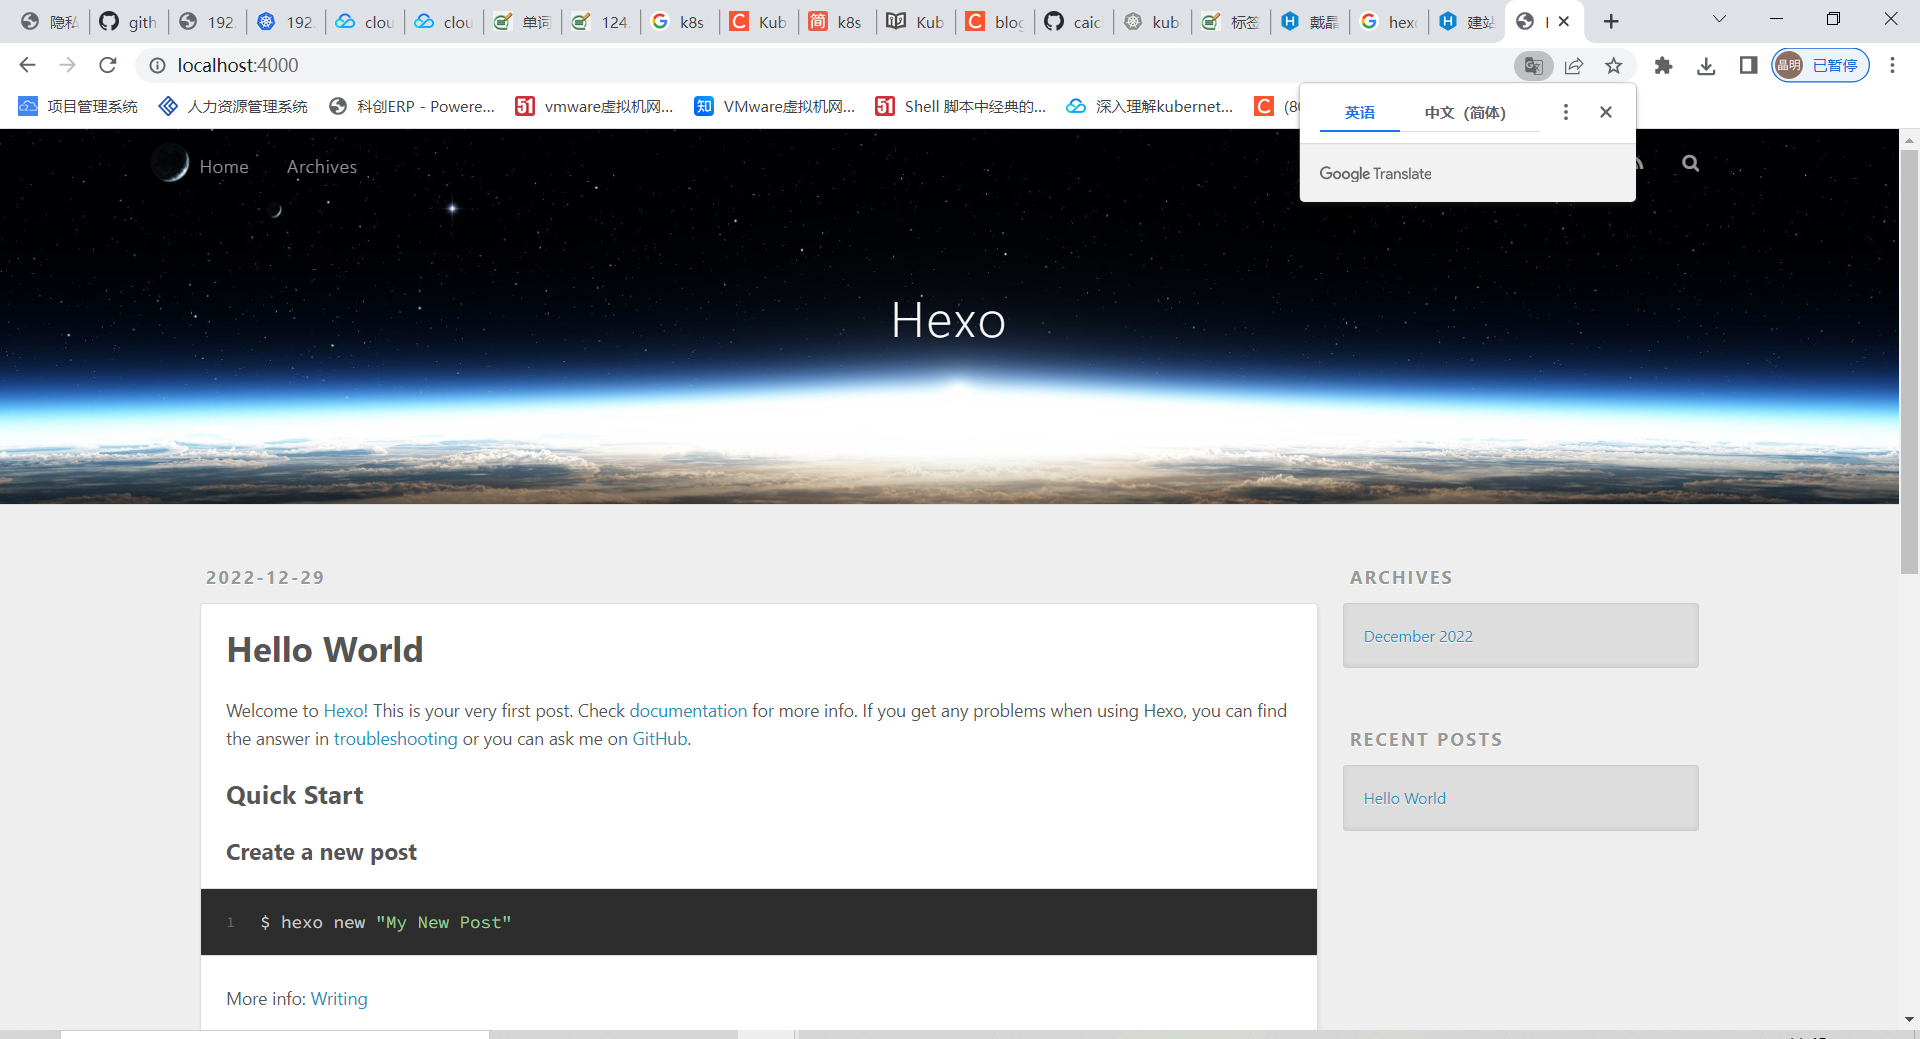 隐私 gith 192. 192. clou clou 单词 124. k8s Kub k8s Kub blog caic kube 标签 戴晶 hexo 建站
localhost:4000
晶明 已暂停
项目管理系统 人力资源管理系统 科创ERP - Powere... vmware虚拟机网... VMware虚拟机网... Shell 脚本中经典的... 深入理解kubernet...
英语 中文（简体）
Google Translate
Home Archives
Hexo
2022-12-29
Hello World
Welcome to Hexo! This is your very first post. Check documentation for more info. If you get any problems when using Hexo, you can find
the answer in troubleshooting or you can ask me on GitHub.
Quick Start
Create a new post
1 $ hexo new "My New Post"
More info: Writing
ARCHIVES
December 2022
RECENT POSTS
Hello World